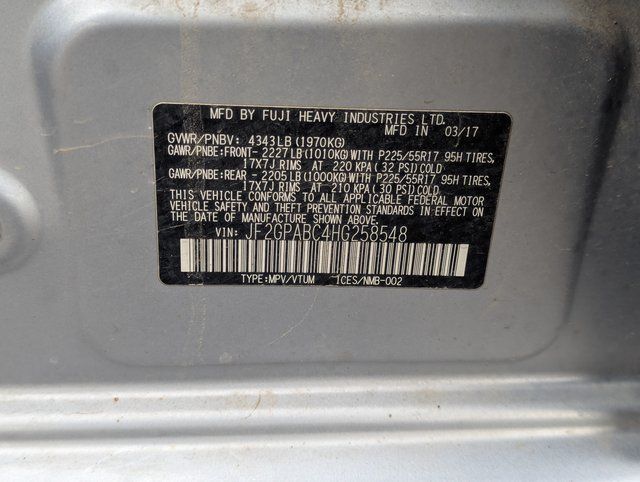 MFD BY FUJI HEAVY INDUSTRIES LTD.
MFD IN 03/17
GVWR/PNBV: 4343LB (1970KG)
GAWR/PNBE:FRONT-2227LB (1010KG) WITH P225/55R17 95H TIRES,
17X7J RIMS AT 220 KPA (32 PSI) COLD
GAWR/PNBE:REAR - 2205LB (1000KG) WITH P225/55R17 95H TIRES,
17X7J RIMS AT 210 KPA (30 PSI) COLD
THIS VEHICLE CONFORMS TO ALL APPLICABLE FEDERAL MOTOR
VEHICLE SAFETY AND THEFT PREVENTION STANDARDS IN EFFECT ON
THE DATE OF MANUFACTURE SHOWN ABOVE.
VIN: JF2GPABC4HG258548
TYPE:MPV/VTUM ICES/NMB-002